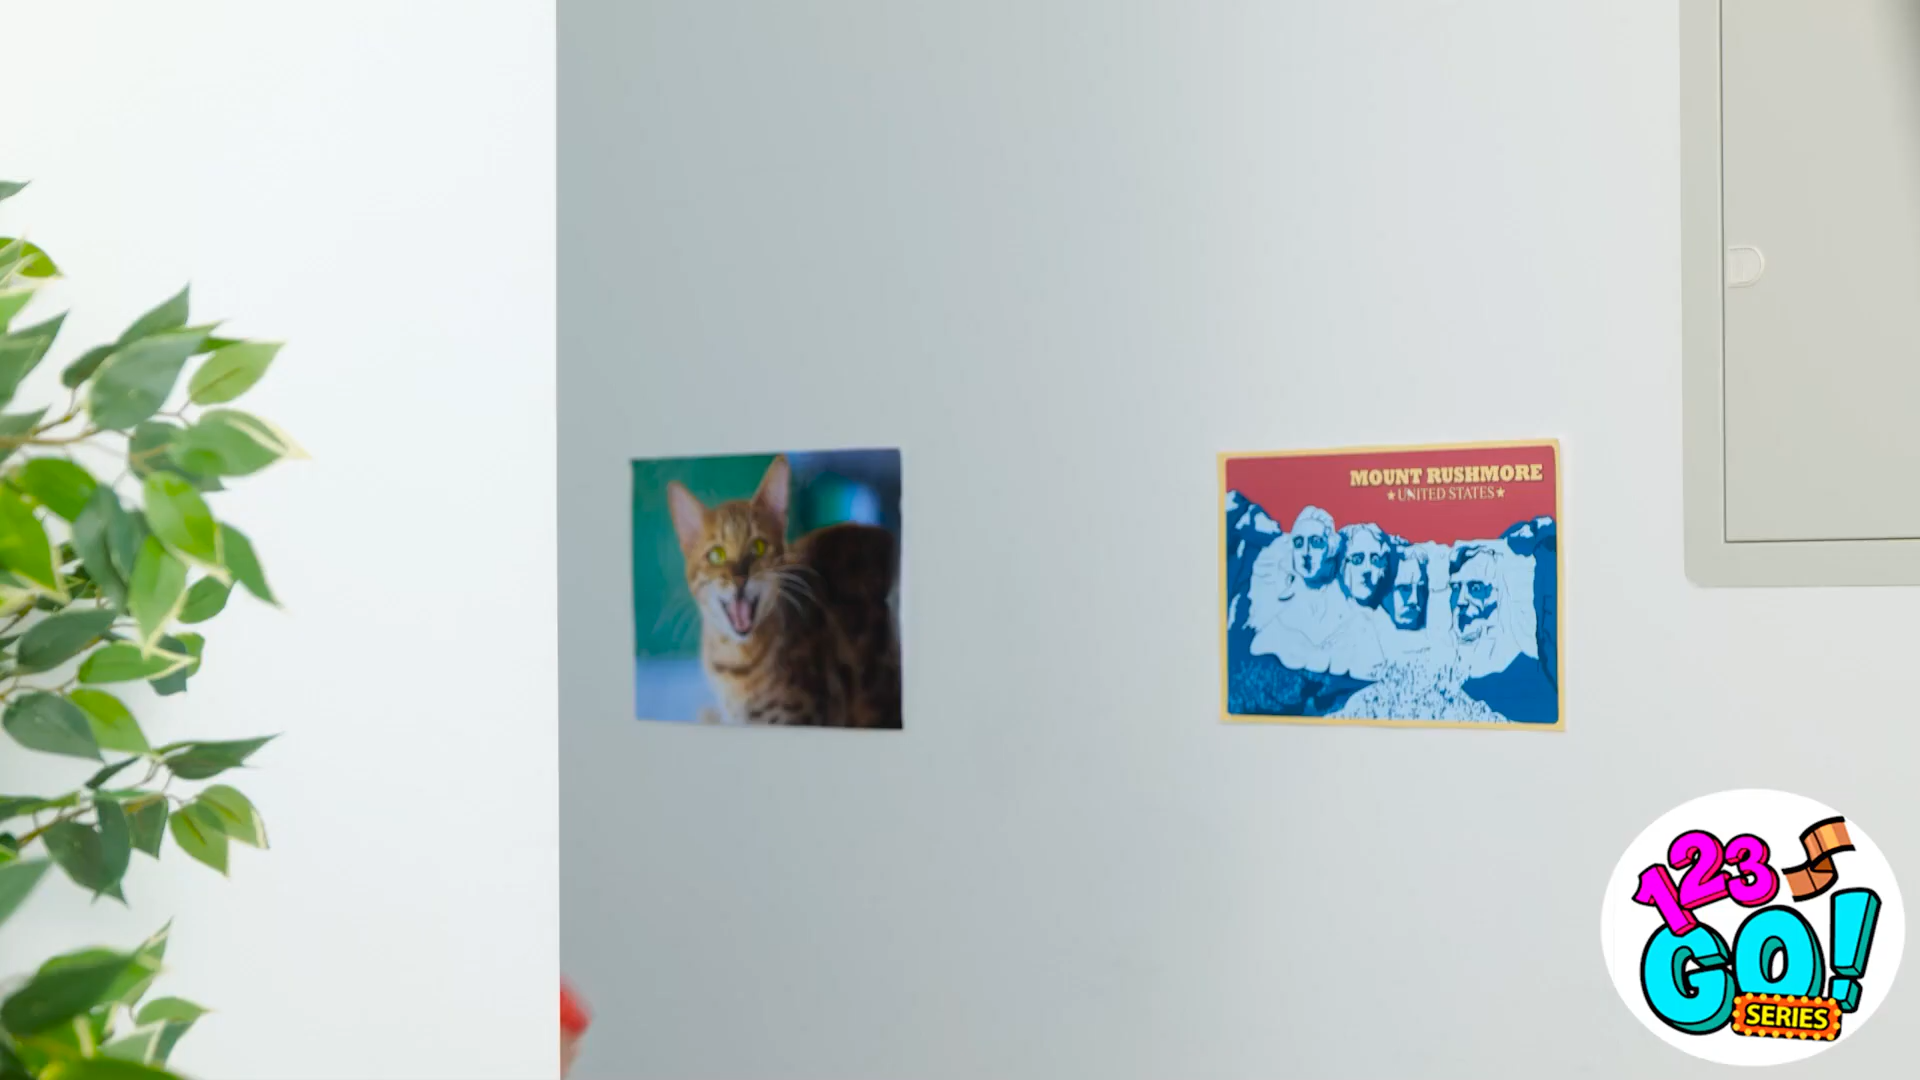 MOUNT RUSHMORE
★UNITED STATES★
123
GO!
SERIES